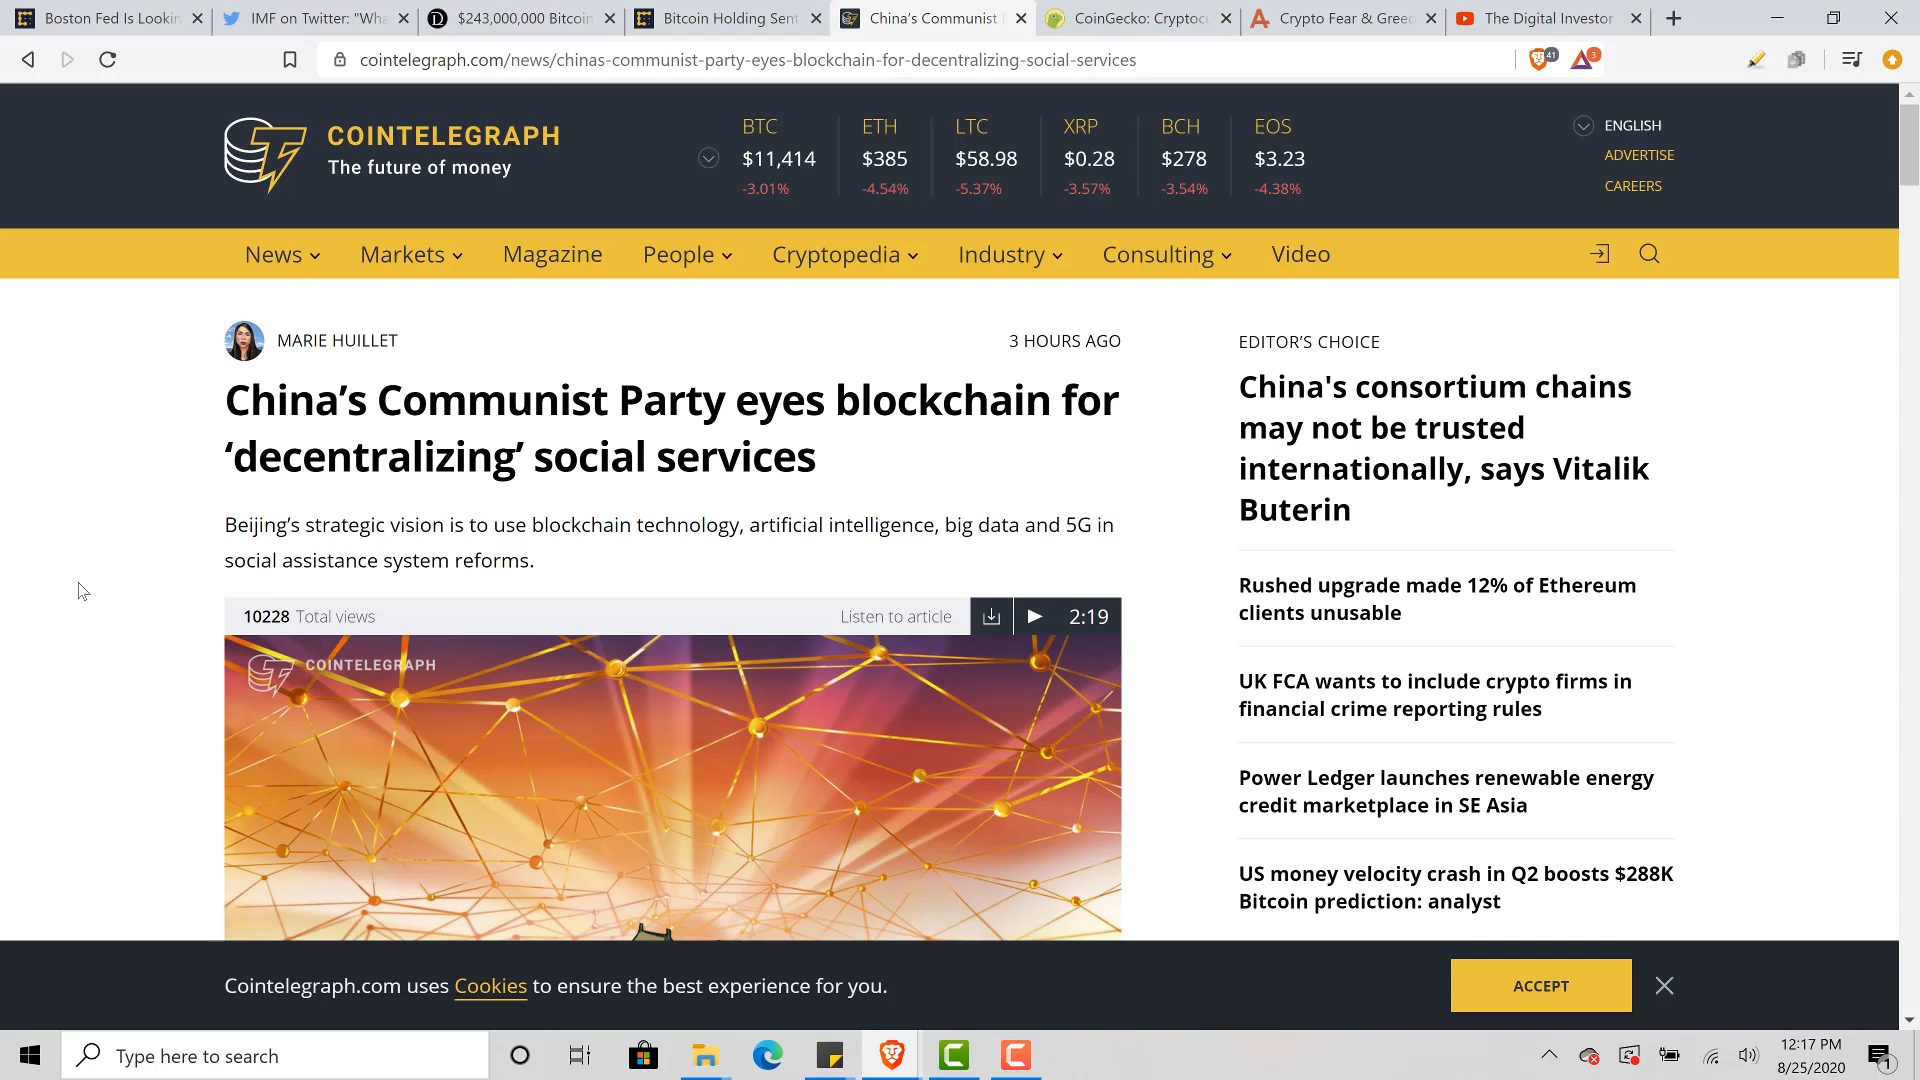 Boston Fed Is Lookin
IMF on Twitter: "Wha
$243,000,000 Bitcoin
Bitcoin Holding Sent
China's Communist
CoinGecko: Cryptocu
Crypto Fear & Greed
The Digital Investor
cointelegraph.com/news/chinas-communist-party-eyes-blockchain-for-decentralizing-social-services
41
3
COINTELEGRAPH
The future of money
BTC
$11,414
-3.01%
ETH
$385
-4.54%
LTC
$58.98
-5.37%
XRP
$0.28
-3.57%
BCH
$278
-3.54%
EOS
$3.23
-4.38%
ENGLISH
ADVERTISE
CAREERS
News
Markets
Magazine
People
Cryptopedia
Industry
Consulting
Video
MARIE HUILLET
3 HOURS AGO
China's Communist Party eyes blockchain for
‘decentralizing’ social services
Beijing's strategic vision is to use blockchain technology, artificial intelligence, big data and 5G in
social assistance system reforms.
10228 Total views
Listen to article
2:19
COINTELEGRAPH
EDITOR'S CHOICE
China's consortium chains
may not be trusted
internationally, says Vitalik
Buterin
Rushed upgrade made 12% of Ethereum
clients unusable
UK FCA wants to include crypto firms in
financial crime reporting rules
Power Ledger launches renewable energy
credit marketplace in SE Asia
US money velocity crash in Q2 boosts $288K
Bitcoin prediction: analyst
Cointelegraph.com uses Cookies to ensure the best experience for you.
ACCEPT
Type here to search
12:17 PM
8/25/2020
1